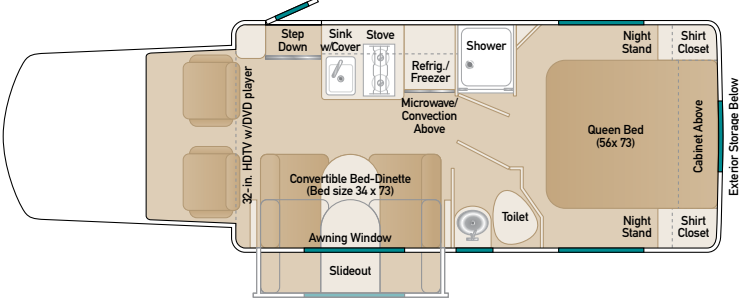 Step
Down
Sink
w/Cover
Stove
Refrig./
Freezer
Microwave/
Convection
Above
Shower
Night
Stand
Shirt
Closet
32-in. HDTV w/DVD player
Queen Bed
(56x 73)
Cabinet Above
Exterior Storage Below
Convertible Bed-Dinette
(Bed size 34 x 73)
Awning Window
Slideout
Toilet
Night
Stand
Shirt
Closet